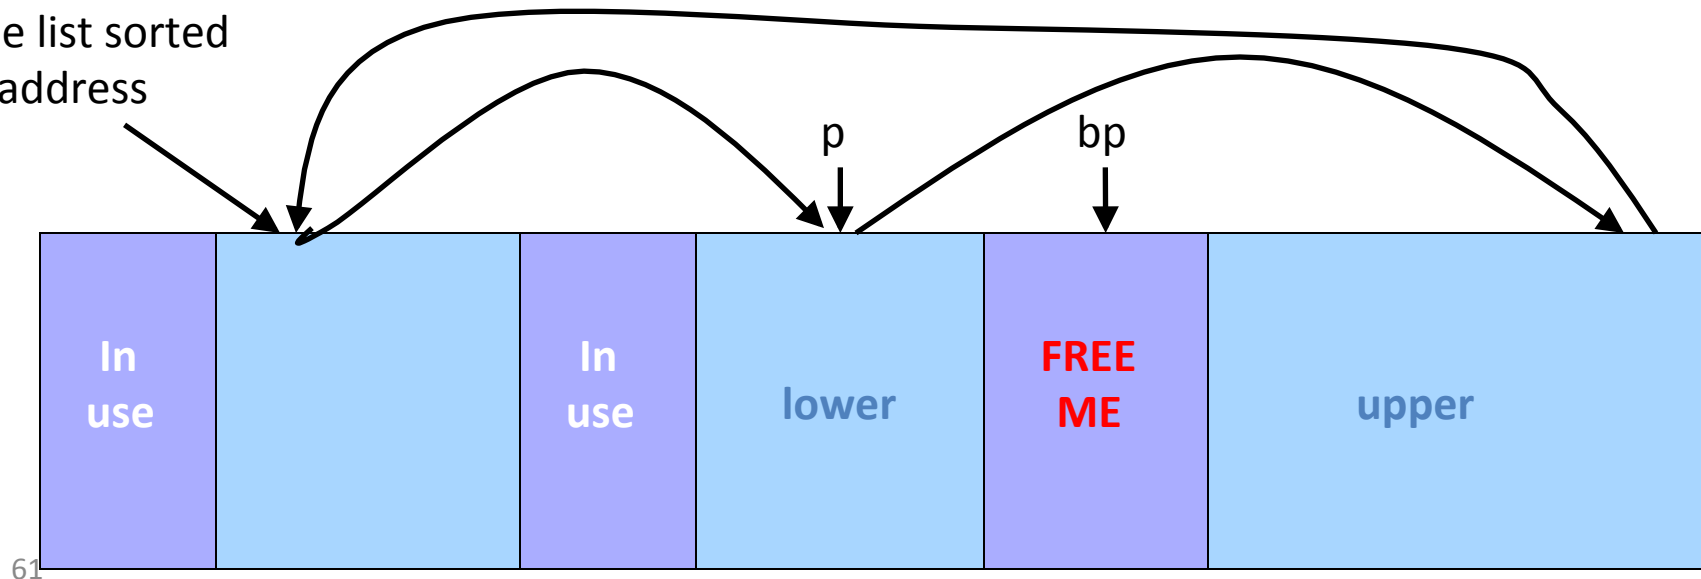 e list sorted
address
p
bp
In
use
In
use
lower
FREE
ME
upper
61